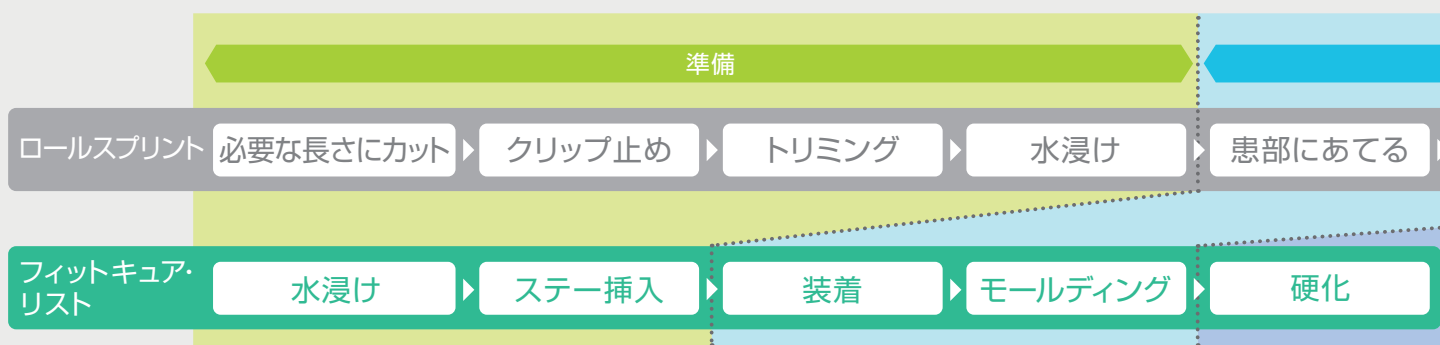 準備
ロールスプリント
必要な長さにカット
クリップ止め
トリミング
水浸け
患部にあてる
フィットキュア・
リスト
水浸け
ステー挿入
装着
モールディング
硬化